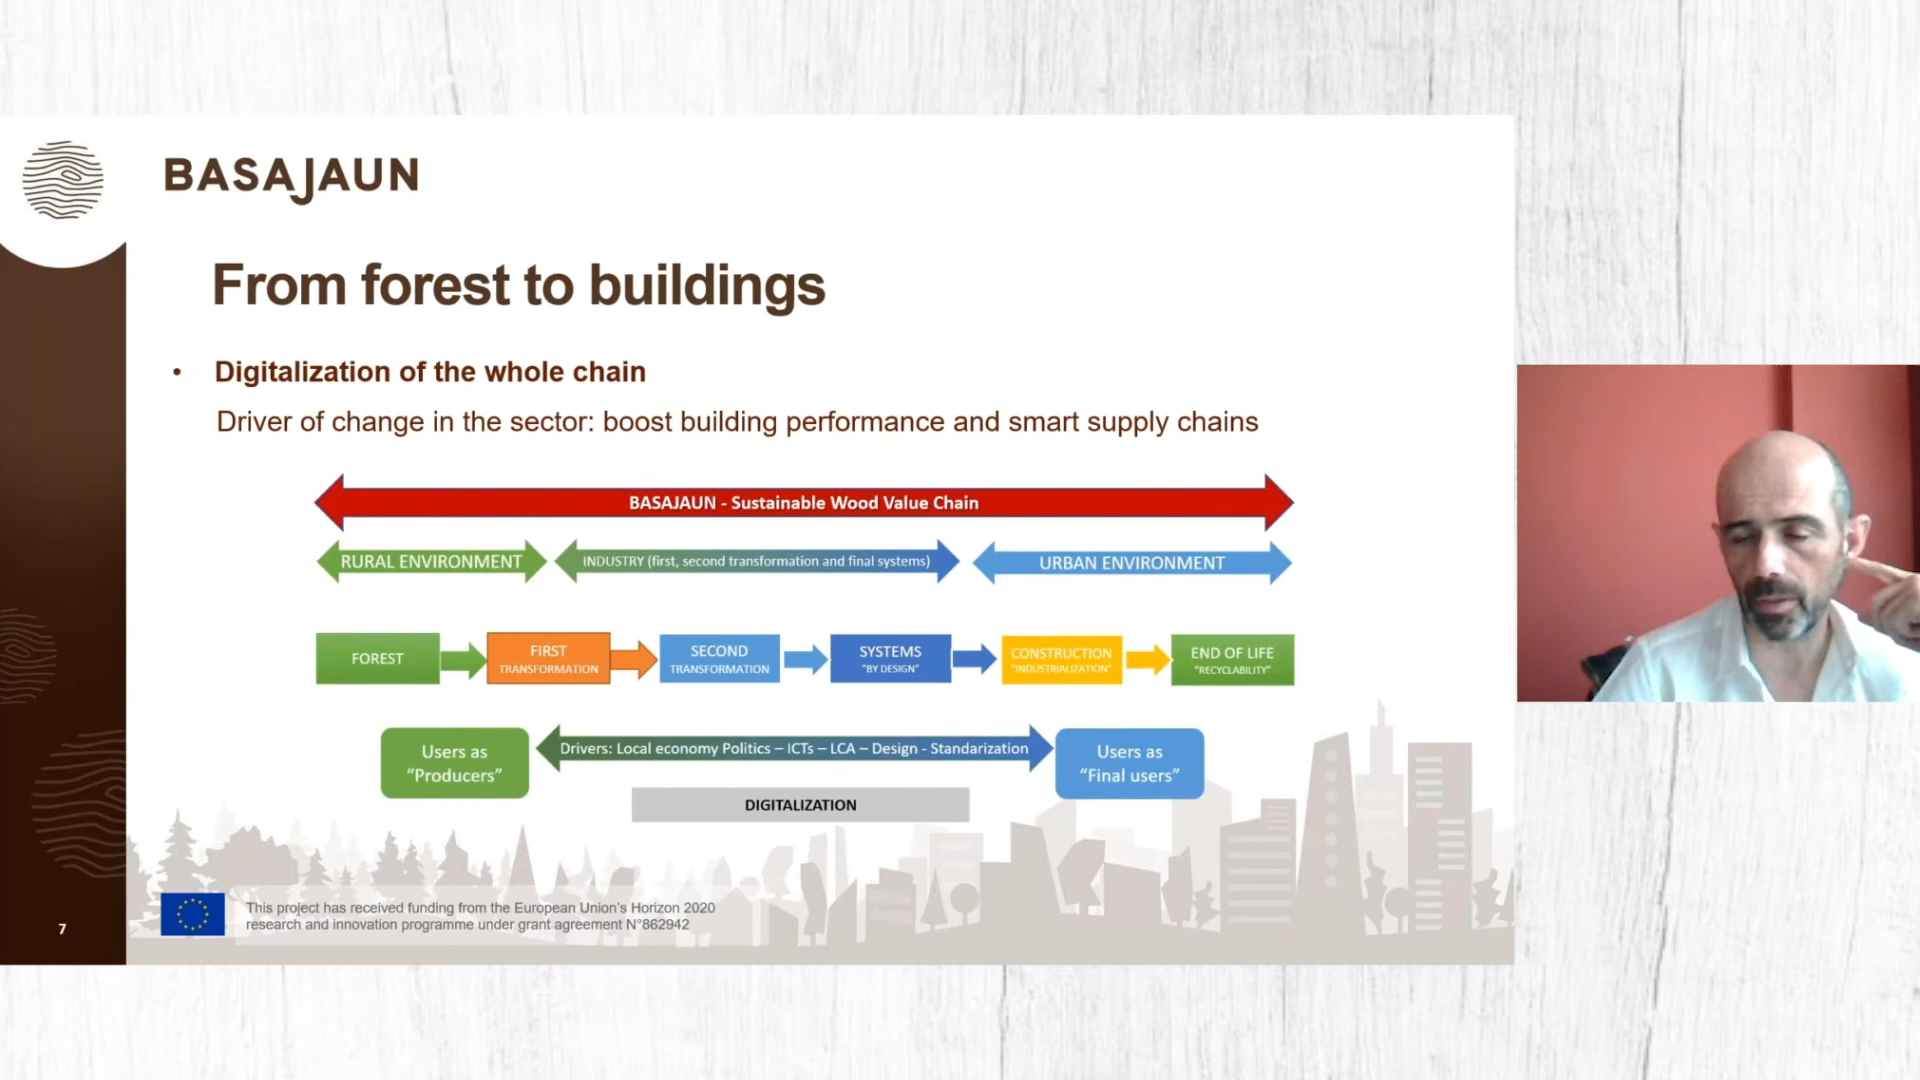 BASAJAUN
From forest to buildings
• Digitalization of the whole chain
Driver of change in the sector: boost building performance and smart supply chains
BASAJAUN - Sustainable Wood Value Chain
RURAL ENVIRONMENT
INDUSTRY (first, second transformation and final systems)
URBAN ENVIRONMENT
FOREST
FIRST
TRANSFORMATION
SECOND
TRANSFORMATION
SYSTEMS
"BY DESIGN"
CONSTRUCTION
"INDUSTRIALIZATION"
END OF LIFE
"RECYCLABILITY"
Users as
"Producers"
Drivers: Local economy Politics – ICTs – LCA – Design - Standarization
Users as
"Final users"
DIGITALIZATION
This project has received funding from the European Union's Horizon 2020
research and innovation programme under grant agreement N°862942
7